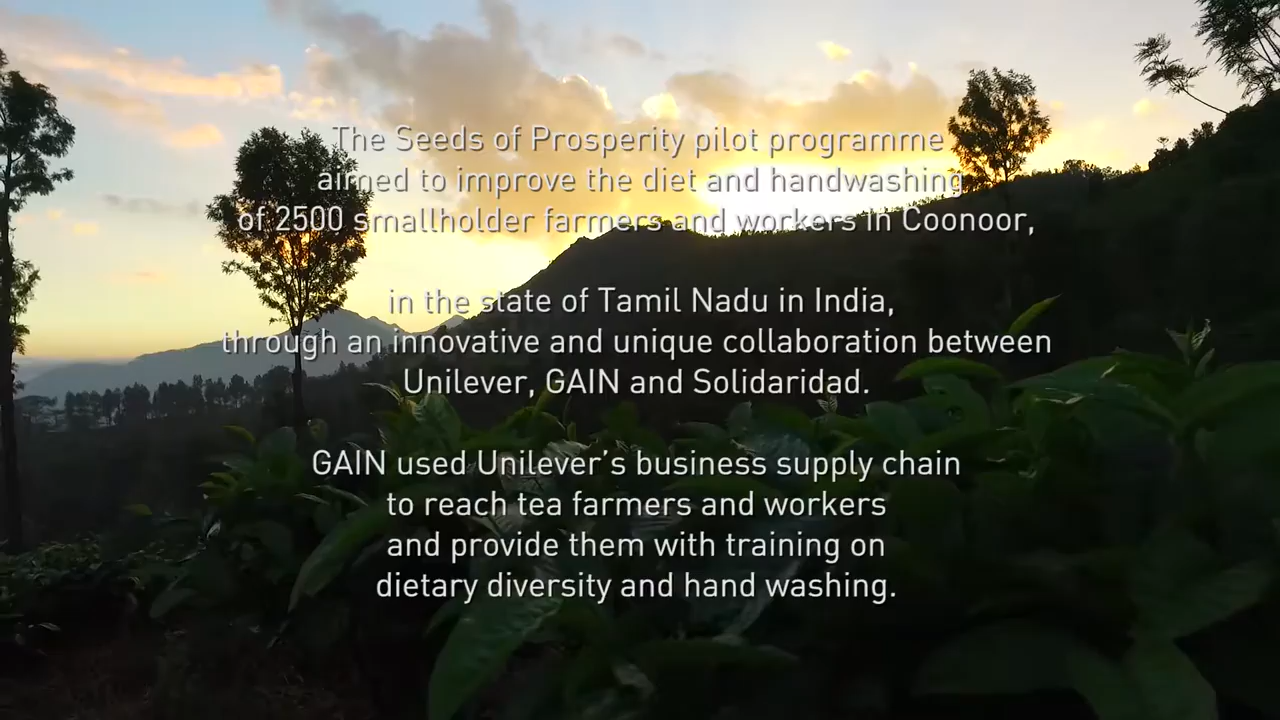 The Seeds of Prosperity pilot programme
aimed to improve the diet and handwashing
of 2500 smallholder farmers and workers in Coonoor,
in the state of Tamil Nadu in India,
through an innovative and unique collaboration between
Unilever, GAIN and Solidaridad.
GAIN used Unilever’s business supply chain
to reach tea farmers and workers
and provide them with training on
dietary diversity and hand washing.